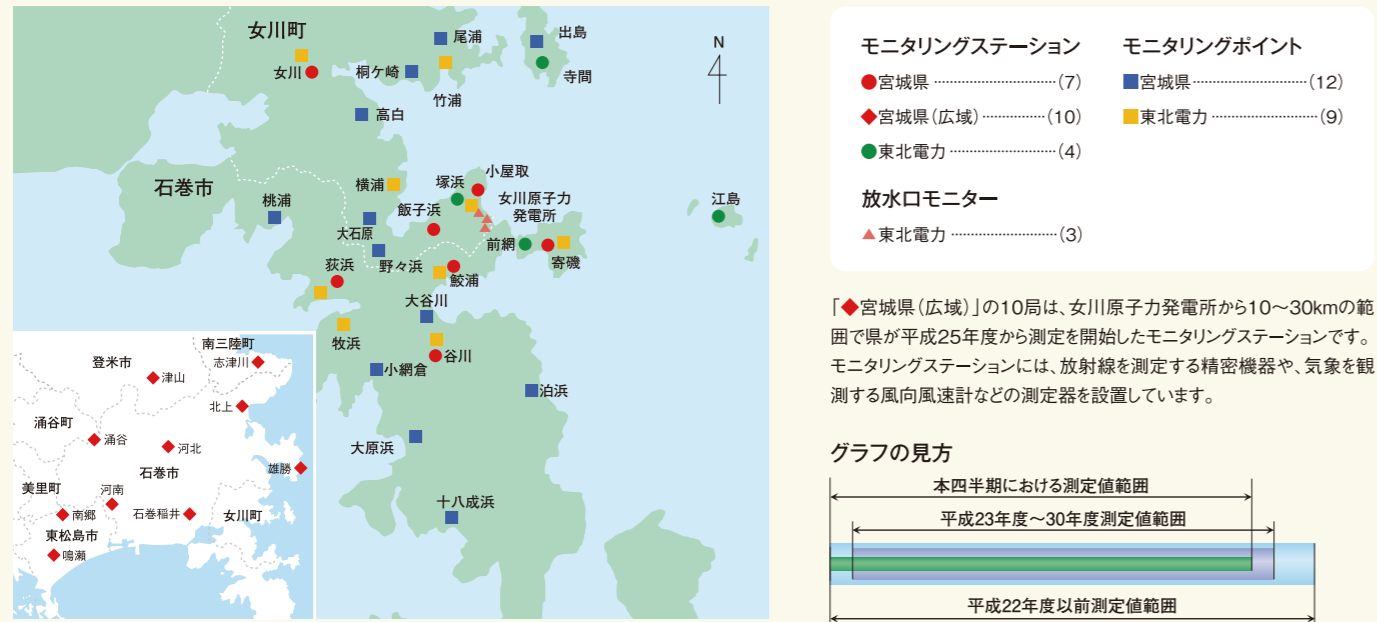 女川町
尾浦
出島
女川
桐ケ崎
竹浦
寺間
N
高白
石巻市
桃浦
横浦
塚浜
小屋取
女川原子力
発電所
江島
飯子浜
大石原
前網
寄磯
荻浜
野々浜
鮫浦
大谷川
牧浜
谷川
小網倉
泊浜
大原浜
十八成浜
南三陸町
登米市
志津川
津山
北上
涌谷町
涌谷
河北
石巻市
雄勝
美里町
河南
南郷
石巻稲井
女川町
東松島市
鳴瀬
モニタリングステーション
宮城県 (7)
宮城県(広域) (10)
東北電力 (4)
モニタリングポイント
宮城県 (12)
東北電力 (9)
放水口モニター
東北電力 (3)
「◆宮城県(広域)」の10局は、女川原子力発電所から10〜30kmの範
囲で県が平成25年度から測定を開始したモニタリングステーションです。
モニタリングステーションには、放射線を測定する精密機器や、気象を観
測する風向風速計などの測定器を設置しています。
グラフの見方
本四半期における測定値範囲
平成23年度〜30年度測定値範囲
平成22年度以前測定値範囲